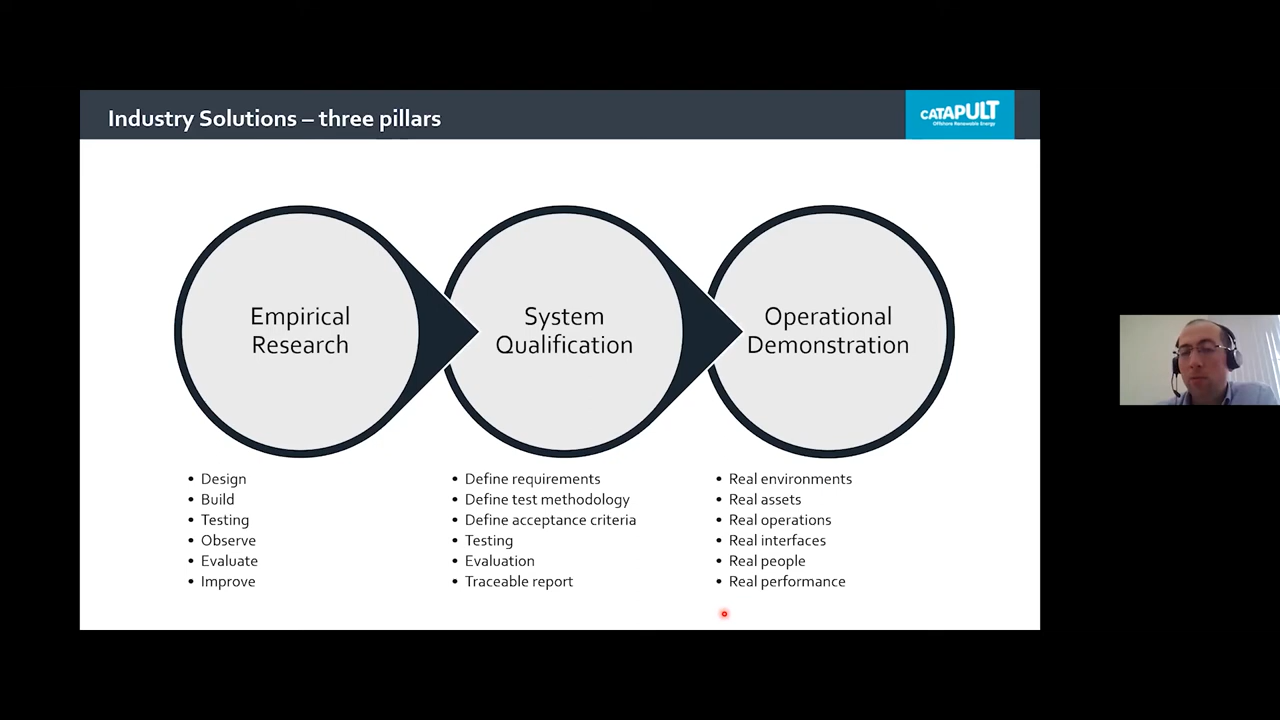 Industry Solutions – three pillars
CATAPULT
Offshore Renewable Energy
Empirical
Research
System
Qualification
Operational
Demonstration
• Design
• Build
• Testing
• Observe
• Evaluate
• Improve
• Define requirements
• Define test methodology
• Define acceptance criteria
• Testing
• Evaluation
• Traceable report
• Real environments
• Real assets
• Real operations
• Real interfaces
• Real people
• Real performance